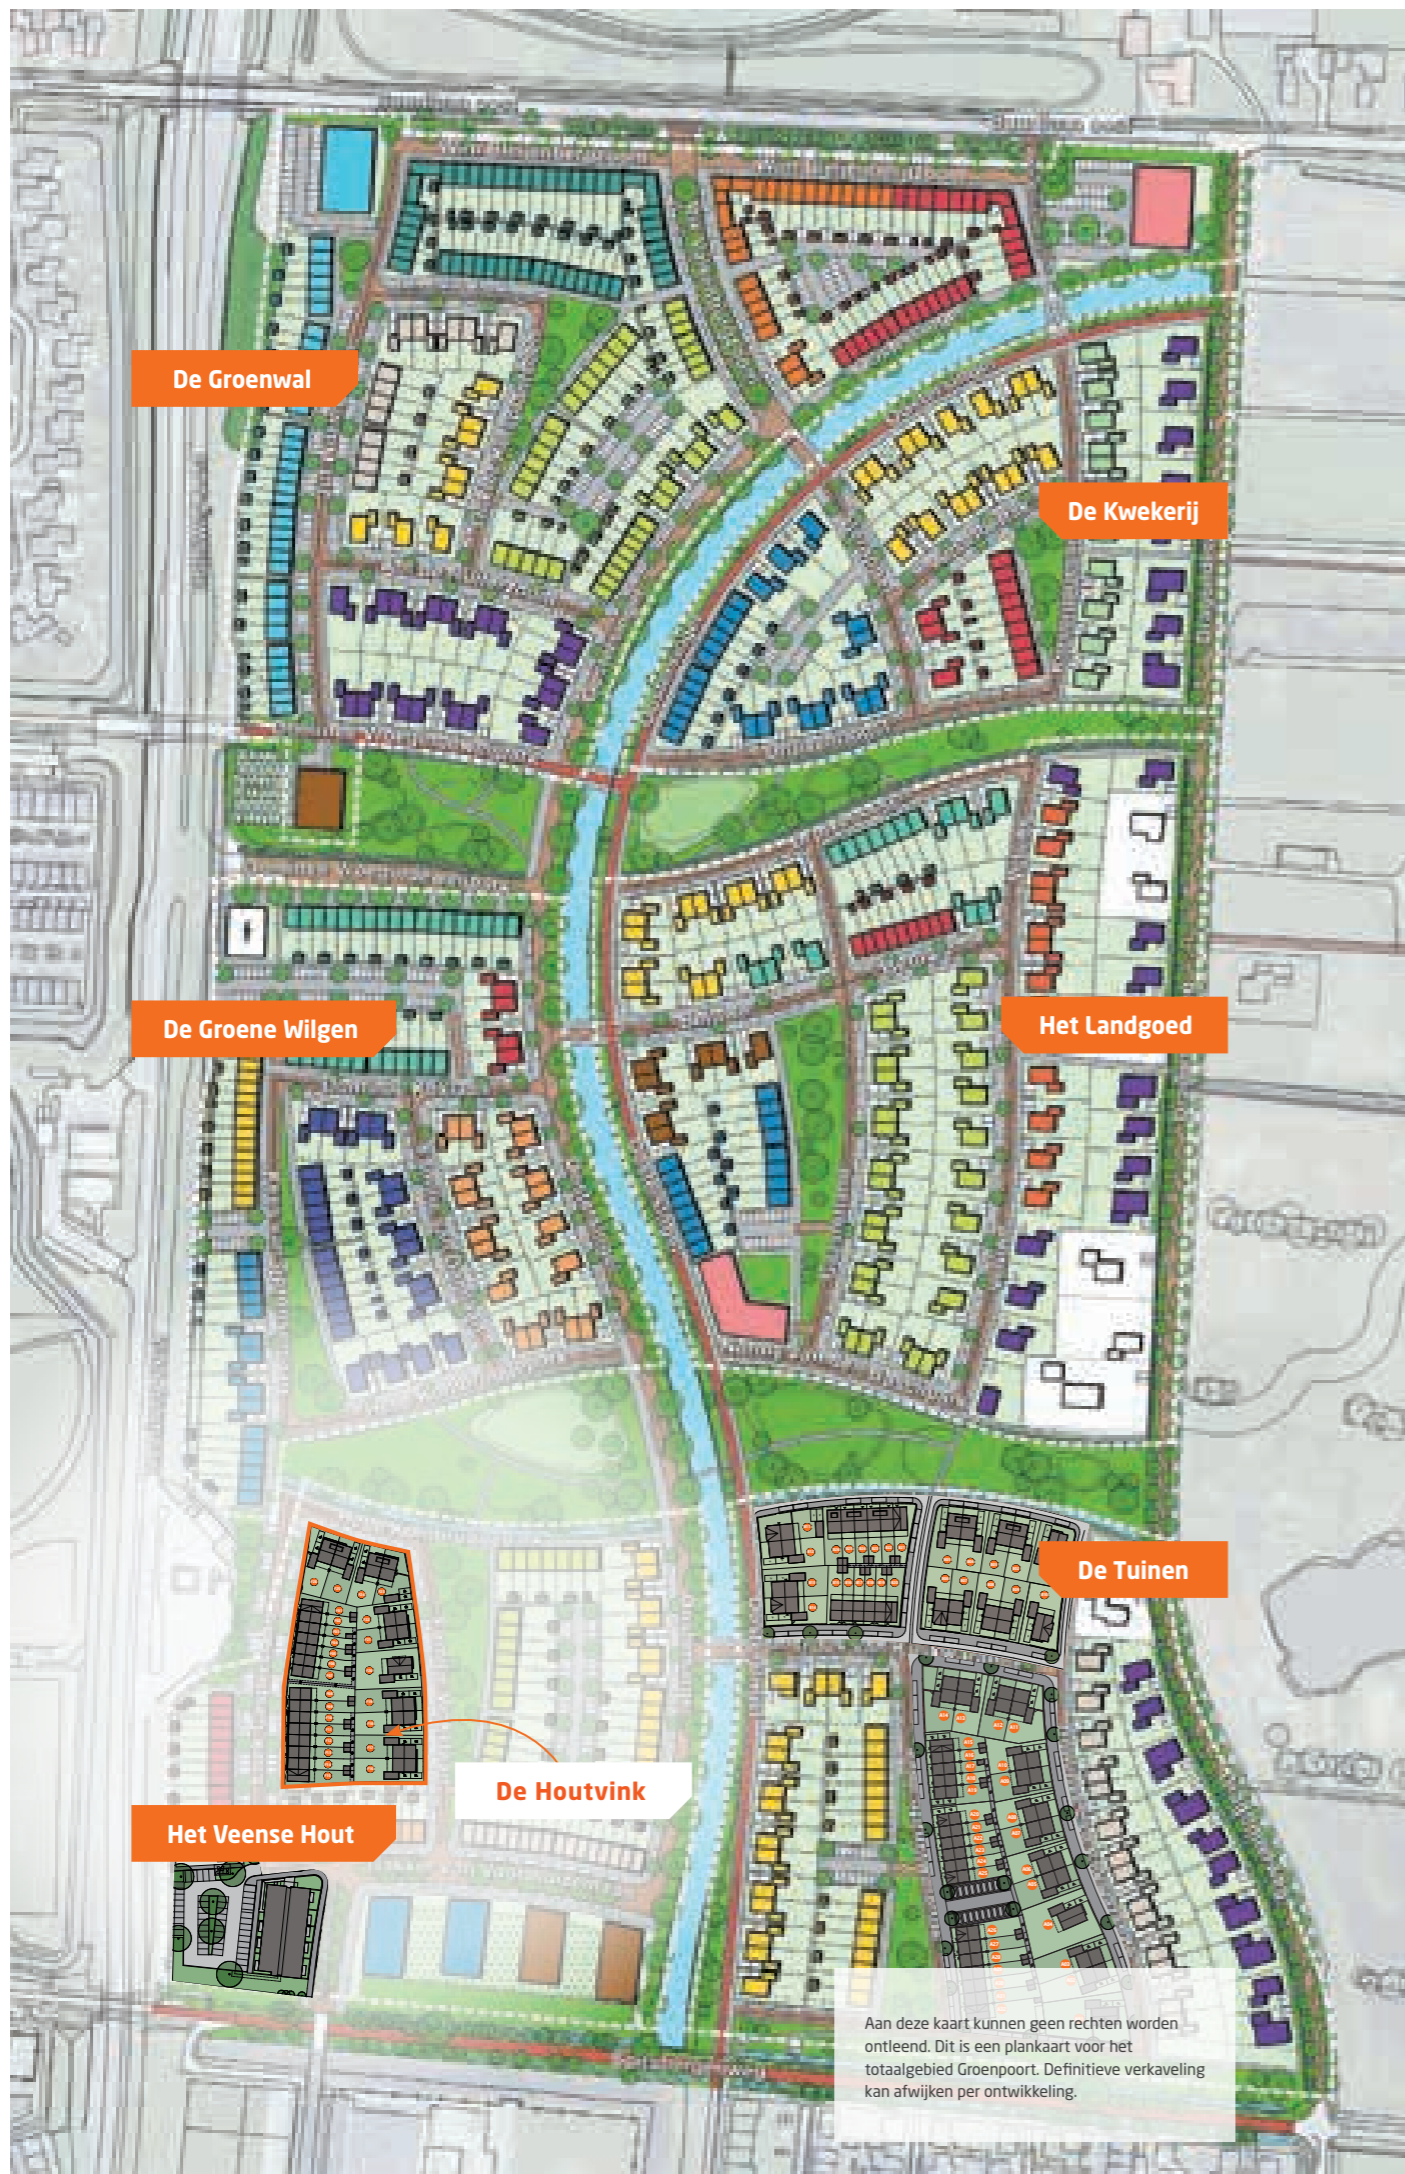 De Groenwal
De Kwekerij
De Groene Wilgen
Het Landgoed
De Tuinen
De Houtvink
Het Veense Hout
Aan deze kaart kunnen geen rechten worden
ontleend. Dit is een plankaart voor het
totaalgebied Groenpoort. Definitieve verkaveling
kan afwijken per ontwikkeling.